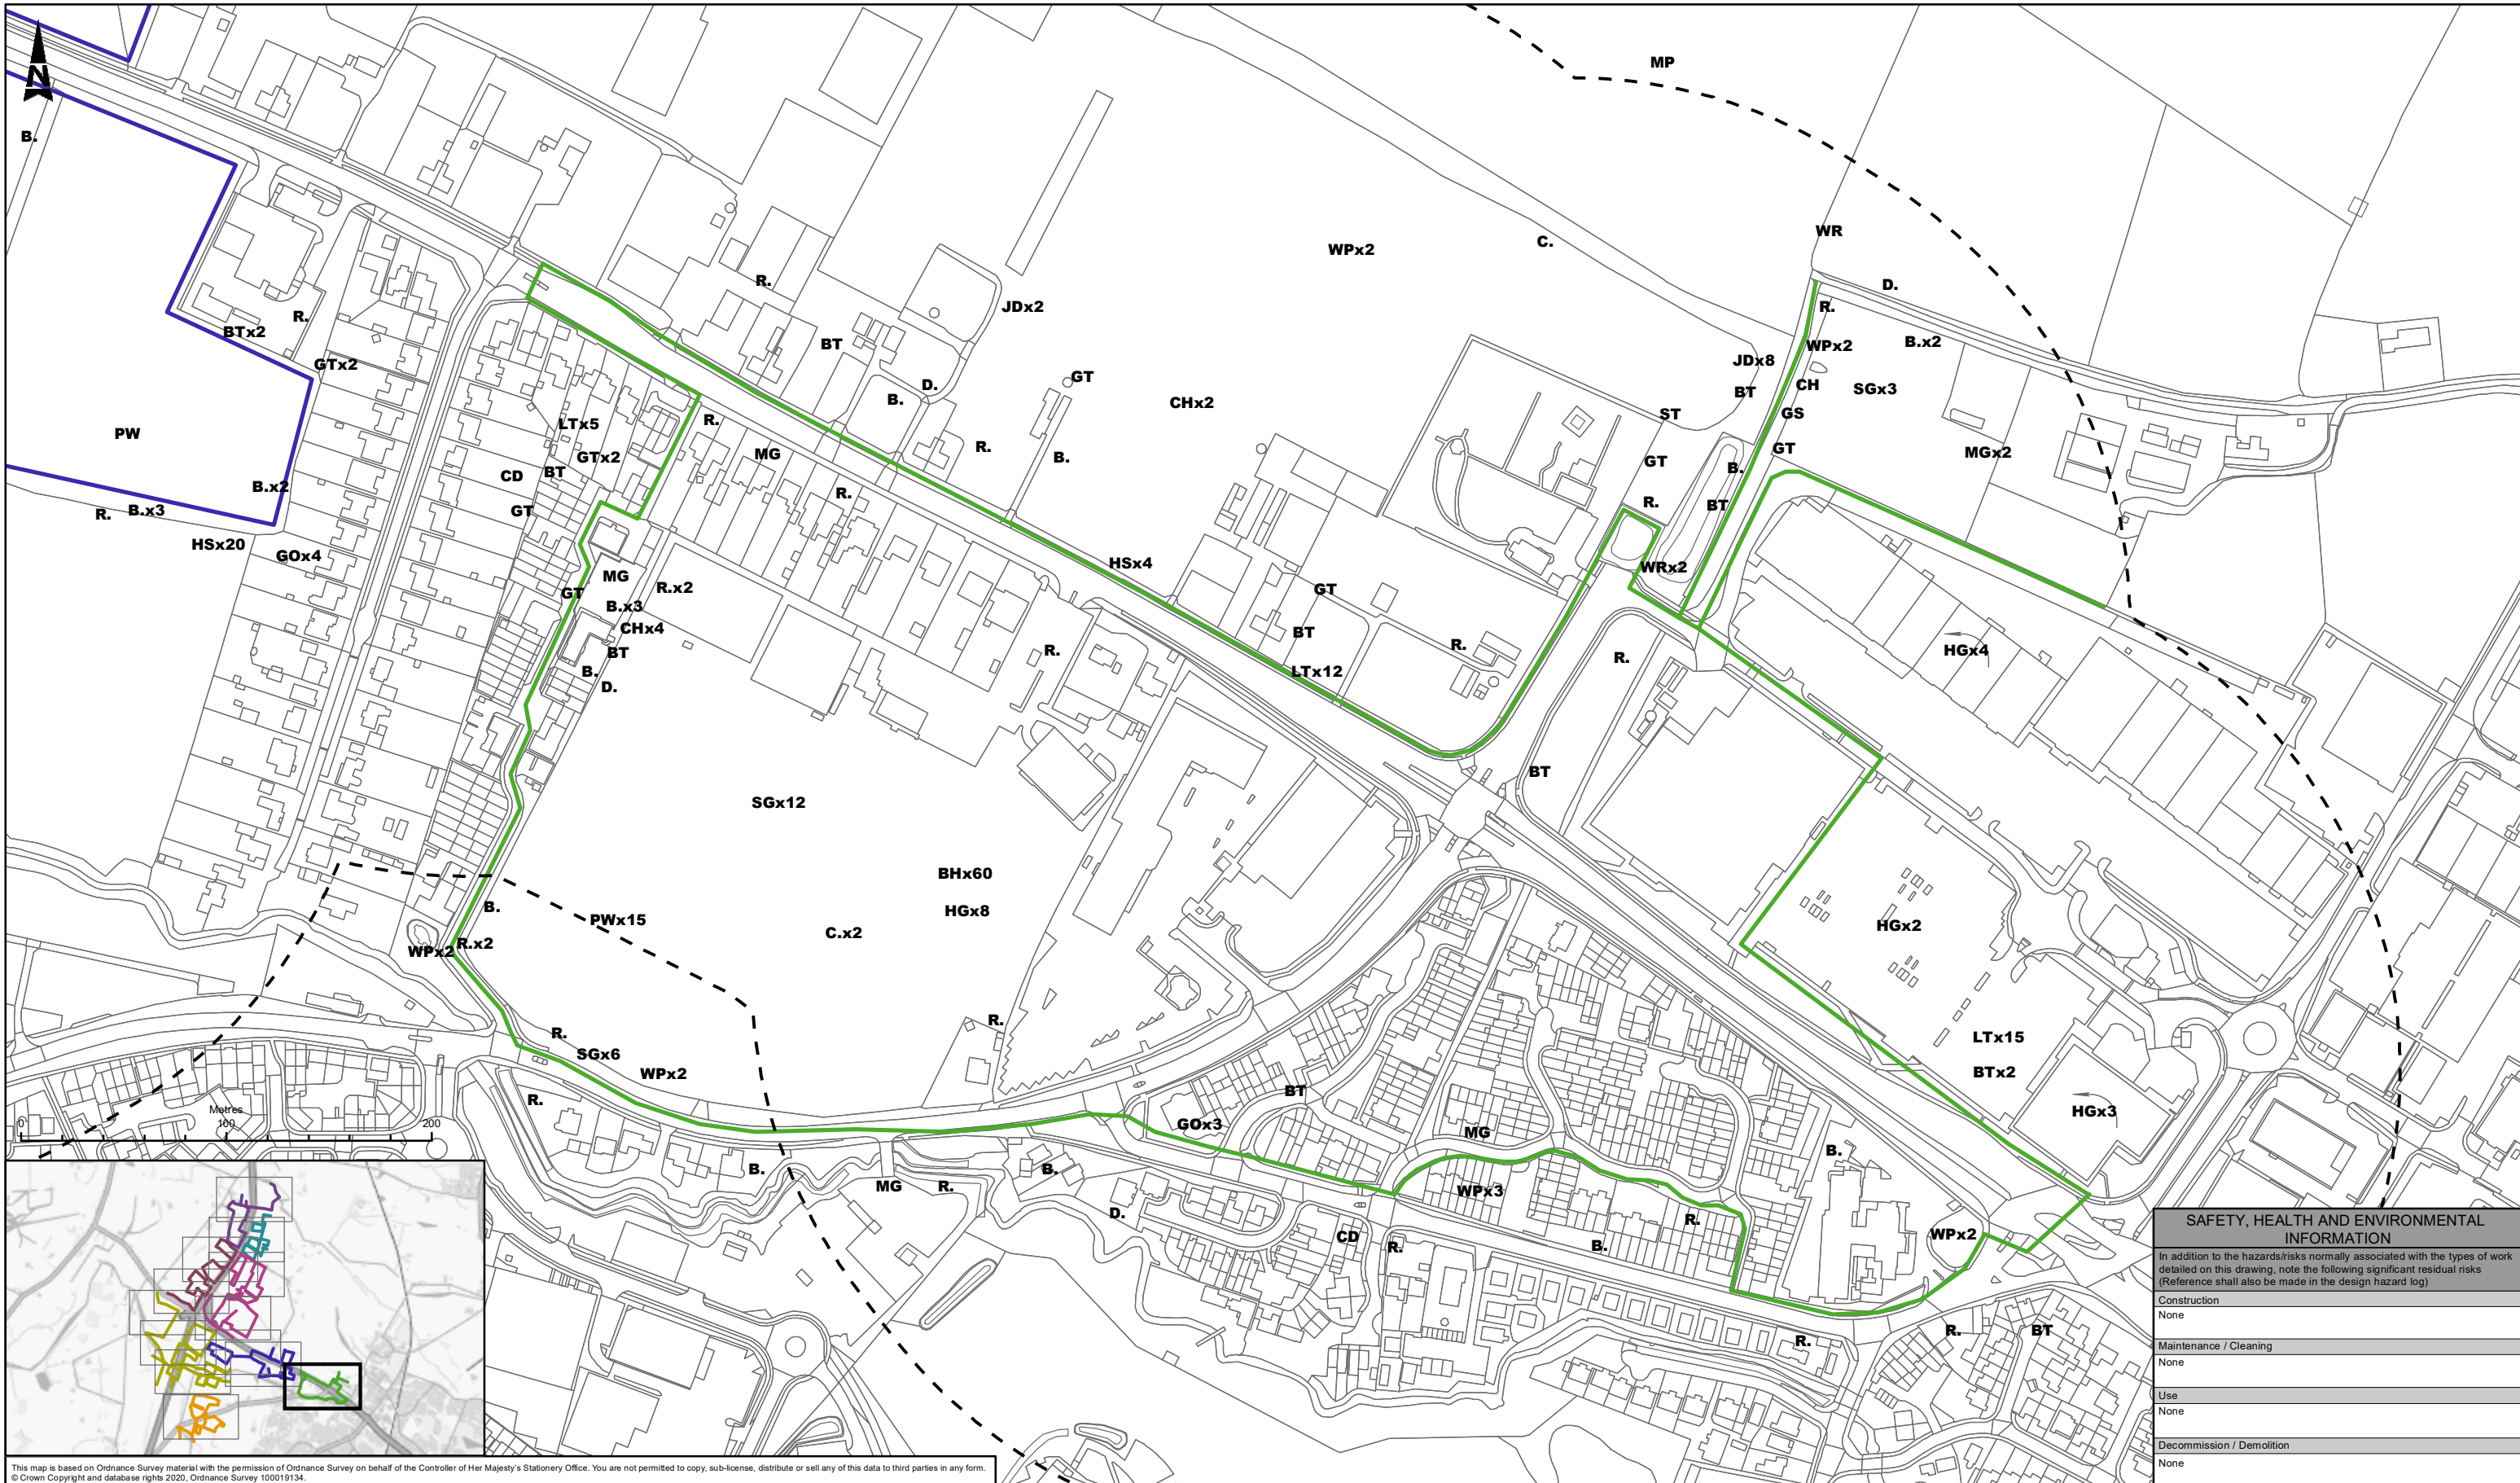 N
MP
B.
WR
WPx2
C.
R.
D.
JDx2
R.
BTx2
R.
BT
WPx2
B.x2
GTx2
JDx8
GT
D.
CH
SGx3
BT
B.
CHx2
GS
ST
R.
LTx5
PW
R.
GT
MGx2
MG
GTx2
B.
GT
B.
BT
CD
B.x2
R.
R.
BT
GT
B.x3
R.
HSx20
GOx4
HSx4
WRx2
MG
R.x2
GT
GT
B.x3
CHx4
BT
R.
BT
R.
R.
HGx4
B.
LTx12
D.
BT
SGx12
BHx60
B.
HGx8
PWx15
C.x2
HGx2
R.x2
WPx2
R.
R.
LTx15
SGx6
WPx2
BTx2
R.
BT
HGx3
Metres
0
100
200
GOx3
MG
B.
B.
B.
MG
R.
WPx3
D.
R.
CD
R.
B.
WPx2
R.
BT
R.
SAFETY, HEALTH AND ENVIRONMENTAL
INFORMATION
In addition to the hazards/risks normally associated with the types of work
detailed on this drawing, note the following significant residual risks
(Reference shall also be made in the design hazard log)
Construction
None
Maintenance / Cleaning
None
Use
None
Decommission / Demolition
None
This map is based on Ordnance Survey material with the permission of Ordnance Survey on behalf of the Controller of Her Majesty's Stationery Office. You are not permitted to copy, sub-license, distribute or sell any of this data to third parties in any form.
© Crown Copyright and database rights 2020, Ordnance Survey 100019134.